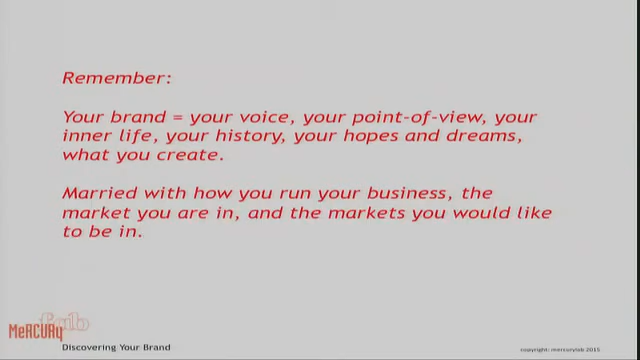 Remember:
Your brand = your voice, your point-of-view, your
inner life, your history, your hopes and dreams,
what you create.
Married with how you run your business, the
market you are in, and the markets you would like
to be in.
MeRCURy lab
Discovering Your Brand
copyright: mercurylab 2015